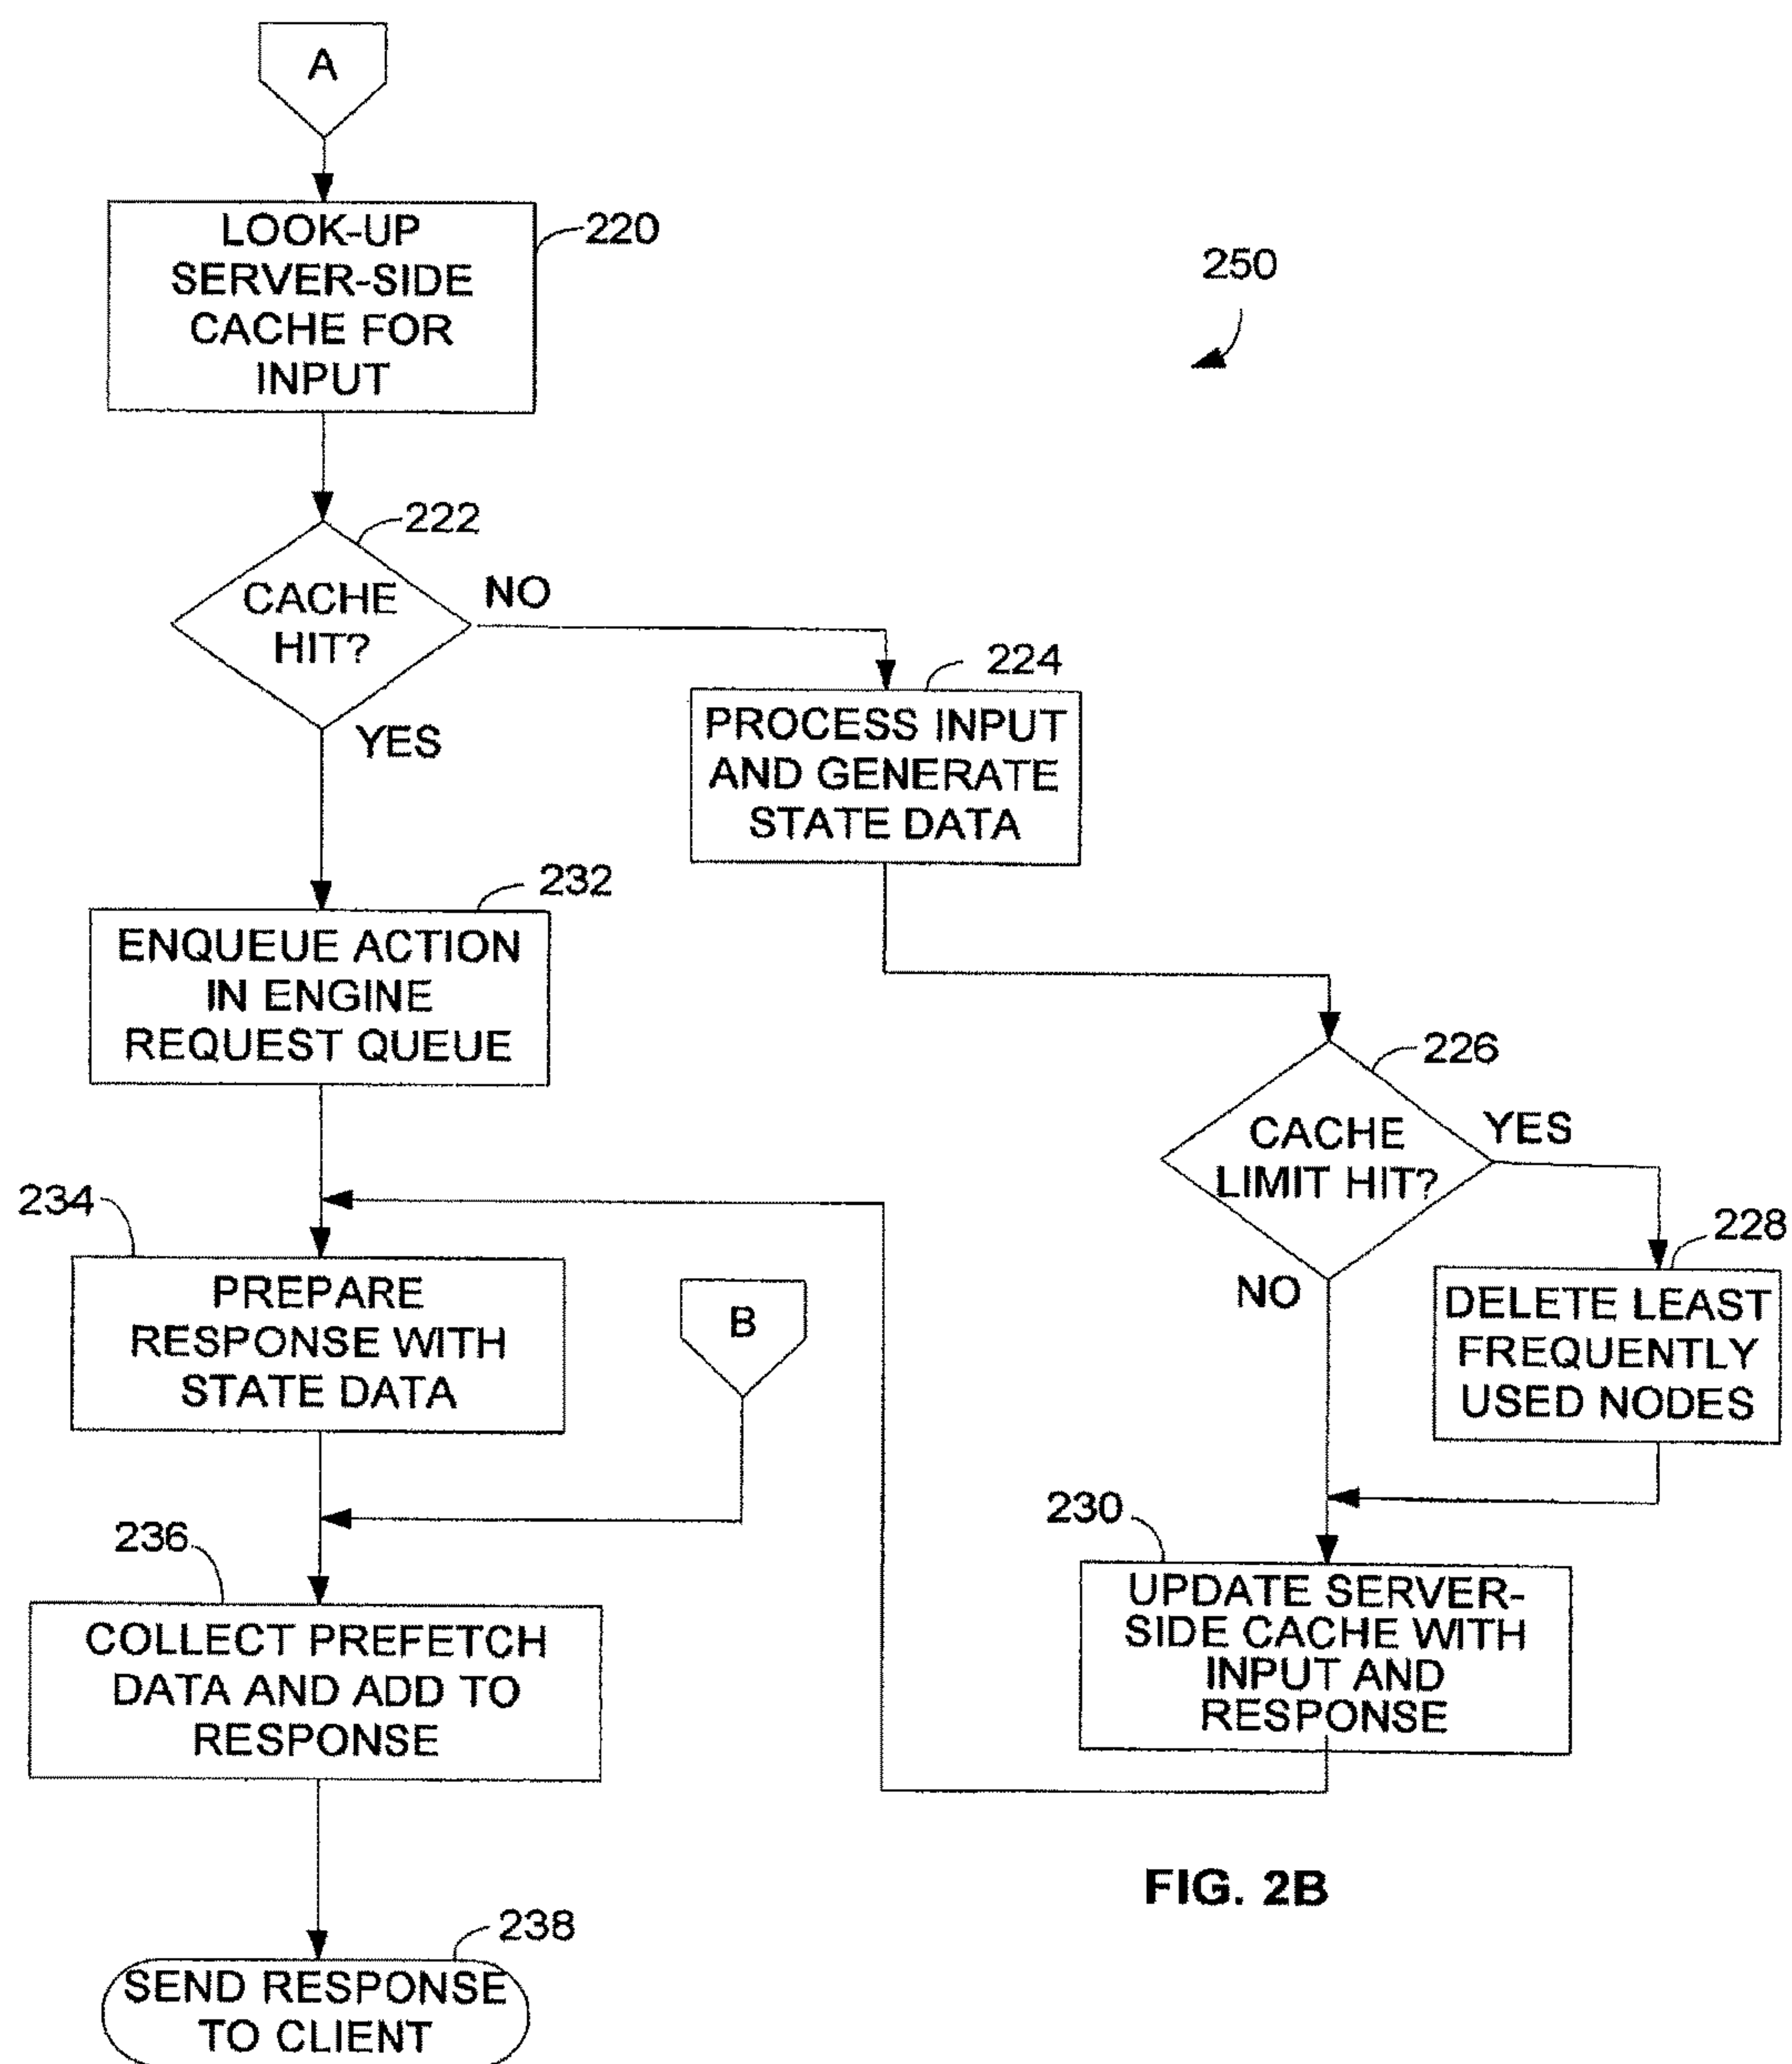 A
LOOK-UP
SERVER-SIDE
CACHE FOR
INPUT
220
250
222
CACHE
HIT?
NO
YES
224
PROCESS INPUT
AND GENERATE
STATE DATA
232
ENQUEUE ACTION
IN ENGINE
REQUEST QUEUE
226
CACHE
LIMIT HIT?
YES
NO
228
DELETE LEAST
FREQUENTLY
USED NODES
234
PREPARE
RESPONSE WITH
STATE DATA
B
230
UPDATE SERVER-
SIDE CACHE WITH
INPUT AND
RESPONSE
236
COLLECT PREFETCH
DATA AND ADD TO
RESPONSE
238
SEND RESPONSE
TO CLIENT
FIG. 2B